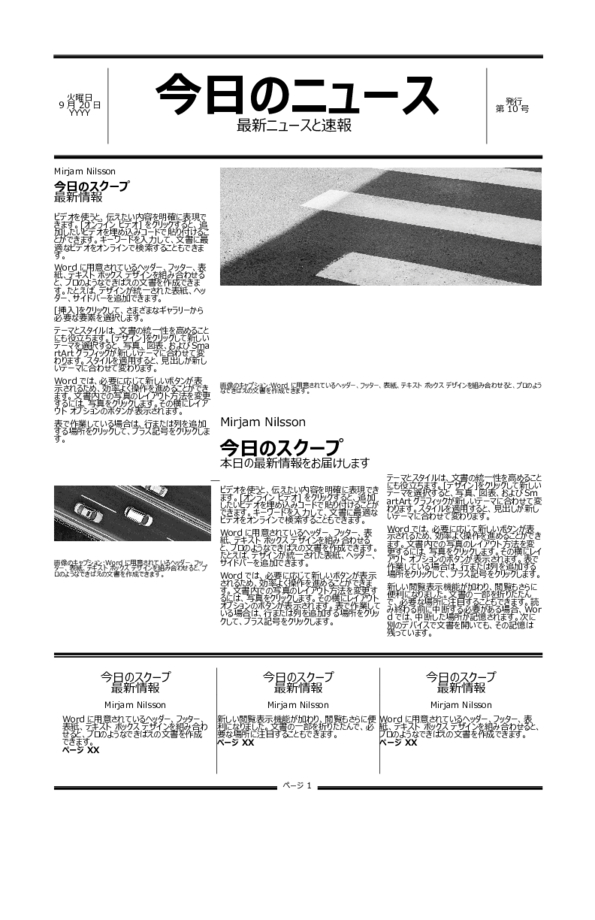 火曜日
9 月 20 日
YYYY
今日のニュース
最新ニュースと速報
発行
第 10 号
Mirjam Nilsson
今日のスクープ
最新情報
ビデオを使うと、伝えたい内容を明確に表現で
きます。[オンライン ビデオ] をクリックすると、追
加したいビデオを埋め込みコードで貼り付けるこ
とができます。キーワードを入力して、文書に最
適なビデオをオンラインで検索することもできま
す。
Word に用意されているヘッダー、フッター、表
紙、テキスト ボックス デザインを組み合わせる
と、プロのようなできばえの文書を作成できま
す。たとえば、デザインが統一された表紙、ヘッ
ダー、サイドバーを追加できます。
[挿入]をクリックして、さまざまなギャラリーから
必要な要素を選択します。
テーマとスタイルは、文書の統一性を高めること
にも役立ちます。[デザイン]をクリックして新しい
テーマを選択すると、写真、図表、および Sma
rtArt グラフィックが新しいテーマに合わせて変
わります。スタイルを適用すると、見出しが新し
いテーマに合わせて変わります。
Word では、必要に応じて新しいボタンが表
示されるため、効率よく操作を進めることができ
ます。文書内での写真のレイアウト方法を変更
するには、写真をクリックします。その横にレイア
ウト オプションのボタンが表示されます。
表で作業している場合は、行または列を追加
する場所をクリックして、プラス記号をクリックしま
す。
画像のキャプション: Word に用意されているヘッダー、フッ
ター、表紙、テキスト ボックス デザインを組み合わせると、プ
ロのようなできばえの文書を作成できます。
画像のキャプション:Word に用意されているヘッダー、フッター、表紙、テキスト ボックス デザインを組み合わせると、プロのよう
なできばえの文書を作成できます。
Mirjam Nilsson
今日のスクープ
本日の最新情報をお届けします
ビデオを使うと、伝えたい内容を明確に表現でき
ます。[オンライン ビデオ] をクリックすると、追加
したいビデオを埋め込みコードで貼り付けることが
できます。キーワードを入力して、文書に最適な
ビデオをオンラインで検索することもできます。
Word に用意されているヘッダー、フッター、表
紙、テキスト ボックス デザインを組み合わせる
と、プロのようなできばえの文書を作成できます。
たとえば、デザインが統一された表紙、ヘッダー、
サイドバーを追加できます。
Word では、必要に応じて新しいボタンが表示
されるため、効率よく操作を進めることができま
す。文書内での写真のレイアウト方法を変更す
るには、写真をクリックします。その横にレイアウト
オプションのボタンが表示されます。表で作業して
いる場合は、行または列を追加する場所をクリッ
クして、プラス記号をクリックします。
テーマとスタイルは、文書の統一性を高めること
にも役立ちます。[デザイン]をクリックして新しい
テーマを選択すると、写真、図表、および Sm
artArt グラフィックが新しいテーマに合わせて変
わります。スタイルを適用すると、見出しが新し
いテーマに合わせて変わります。
Word では、必要に応じて新しいボタンが表
示されるため、効率よく操作を進めることができ
ます。文書内での写真のレイアウト方法を変
更するには、写真をクリックします。その横にレイ
アウト オプションのボタンが表示されます。表で
作業している場合は、行または列を追加する
場所をクリックして、プラス記号をクリックします。
新しい閲覧表示機能が加わり、閲覧もさらに
便利になりました。文書の一部を折りたたん
で、必要な場所に注目することもできます。読
み終わる前に中断する必要がある場合、Wor
d では、中断した場所が記憶されます。次に
別のデバイスで文書を開いても、その記憶は
残っています。
今日のスクープ
最新情報
Mirjam Nilsson
Word に用意されているヘッダー、フッター、
表紙、テキスト ボックス デザインを組み合わ
せると、プロのようなできばえの文書を作成
できます。
ページ XX
今日のスクープ
最新情報
Mirjam Nilsson
新しい閲覧表示機能が加わり、閲覧もさらに便
利になりました。文書の一部を折りたたんで、必
要な場所に注目することもできます。
ページ XX
今日のスクープ
最新情報
Mirjam Nilsson
Word に用意されているヘッダー、フッター、表
紙、テキスト ボックス デザインを組み合わせると、
プロのようなできばえの文書を作成できます。
ページ XX
ページ 1